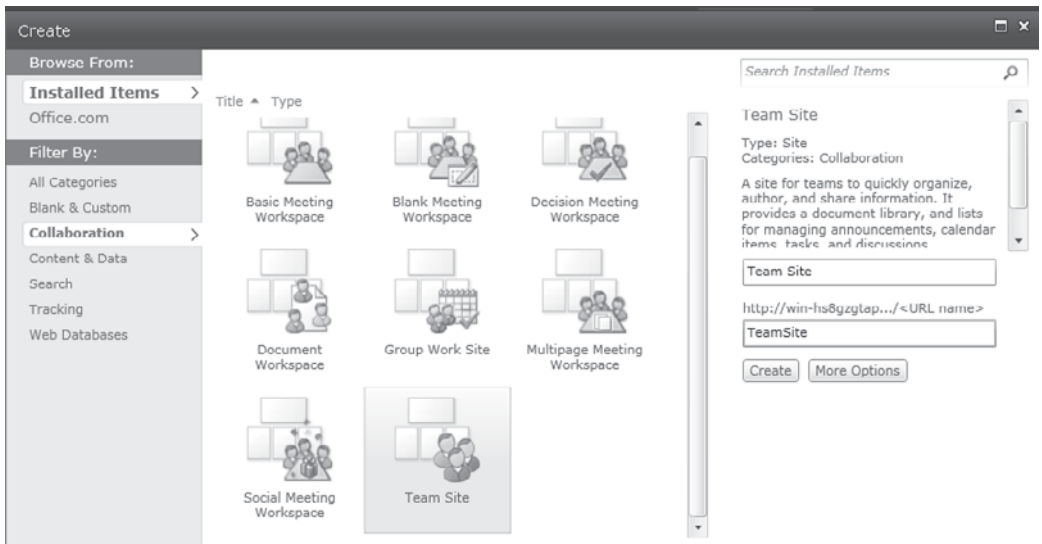 Create
Browse From:
Installed Items
Office.com
Filter By:
All Categories
Blank & Custom
Collaboration
Content & Data
Search
Tracking
Web Databases
Title Type
Basic Meeting
Workspace
Blank Meeting
Workspace
Decision Meeting
Workspace
Document
Workspace
Group Work Site
Multipage Meeting
Workspace
Social Meeting
Workspace
Team Site
Search Installed Items
Team Site
Type: Site
Categories: Collaboration
A site for teams to quickly organize,
author, and share information. It
provides a document library, and lists
for managing announcements, calendar
items, tasks, and discussions
Team Site
http://win-hs8gzgtap.../<URL name>
TeamSite
Create
More Options